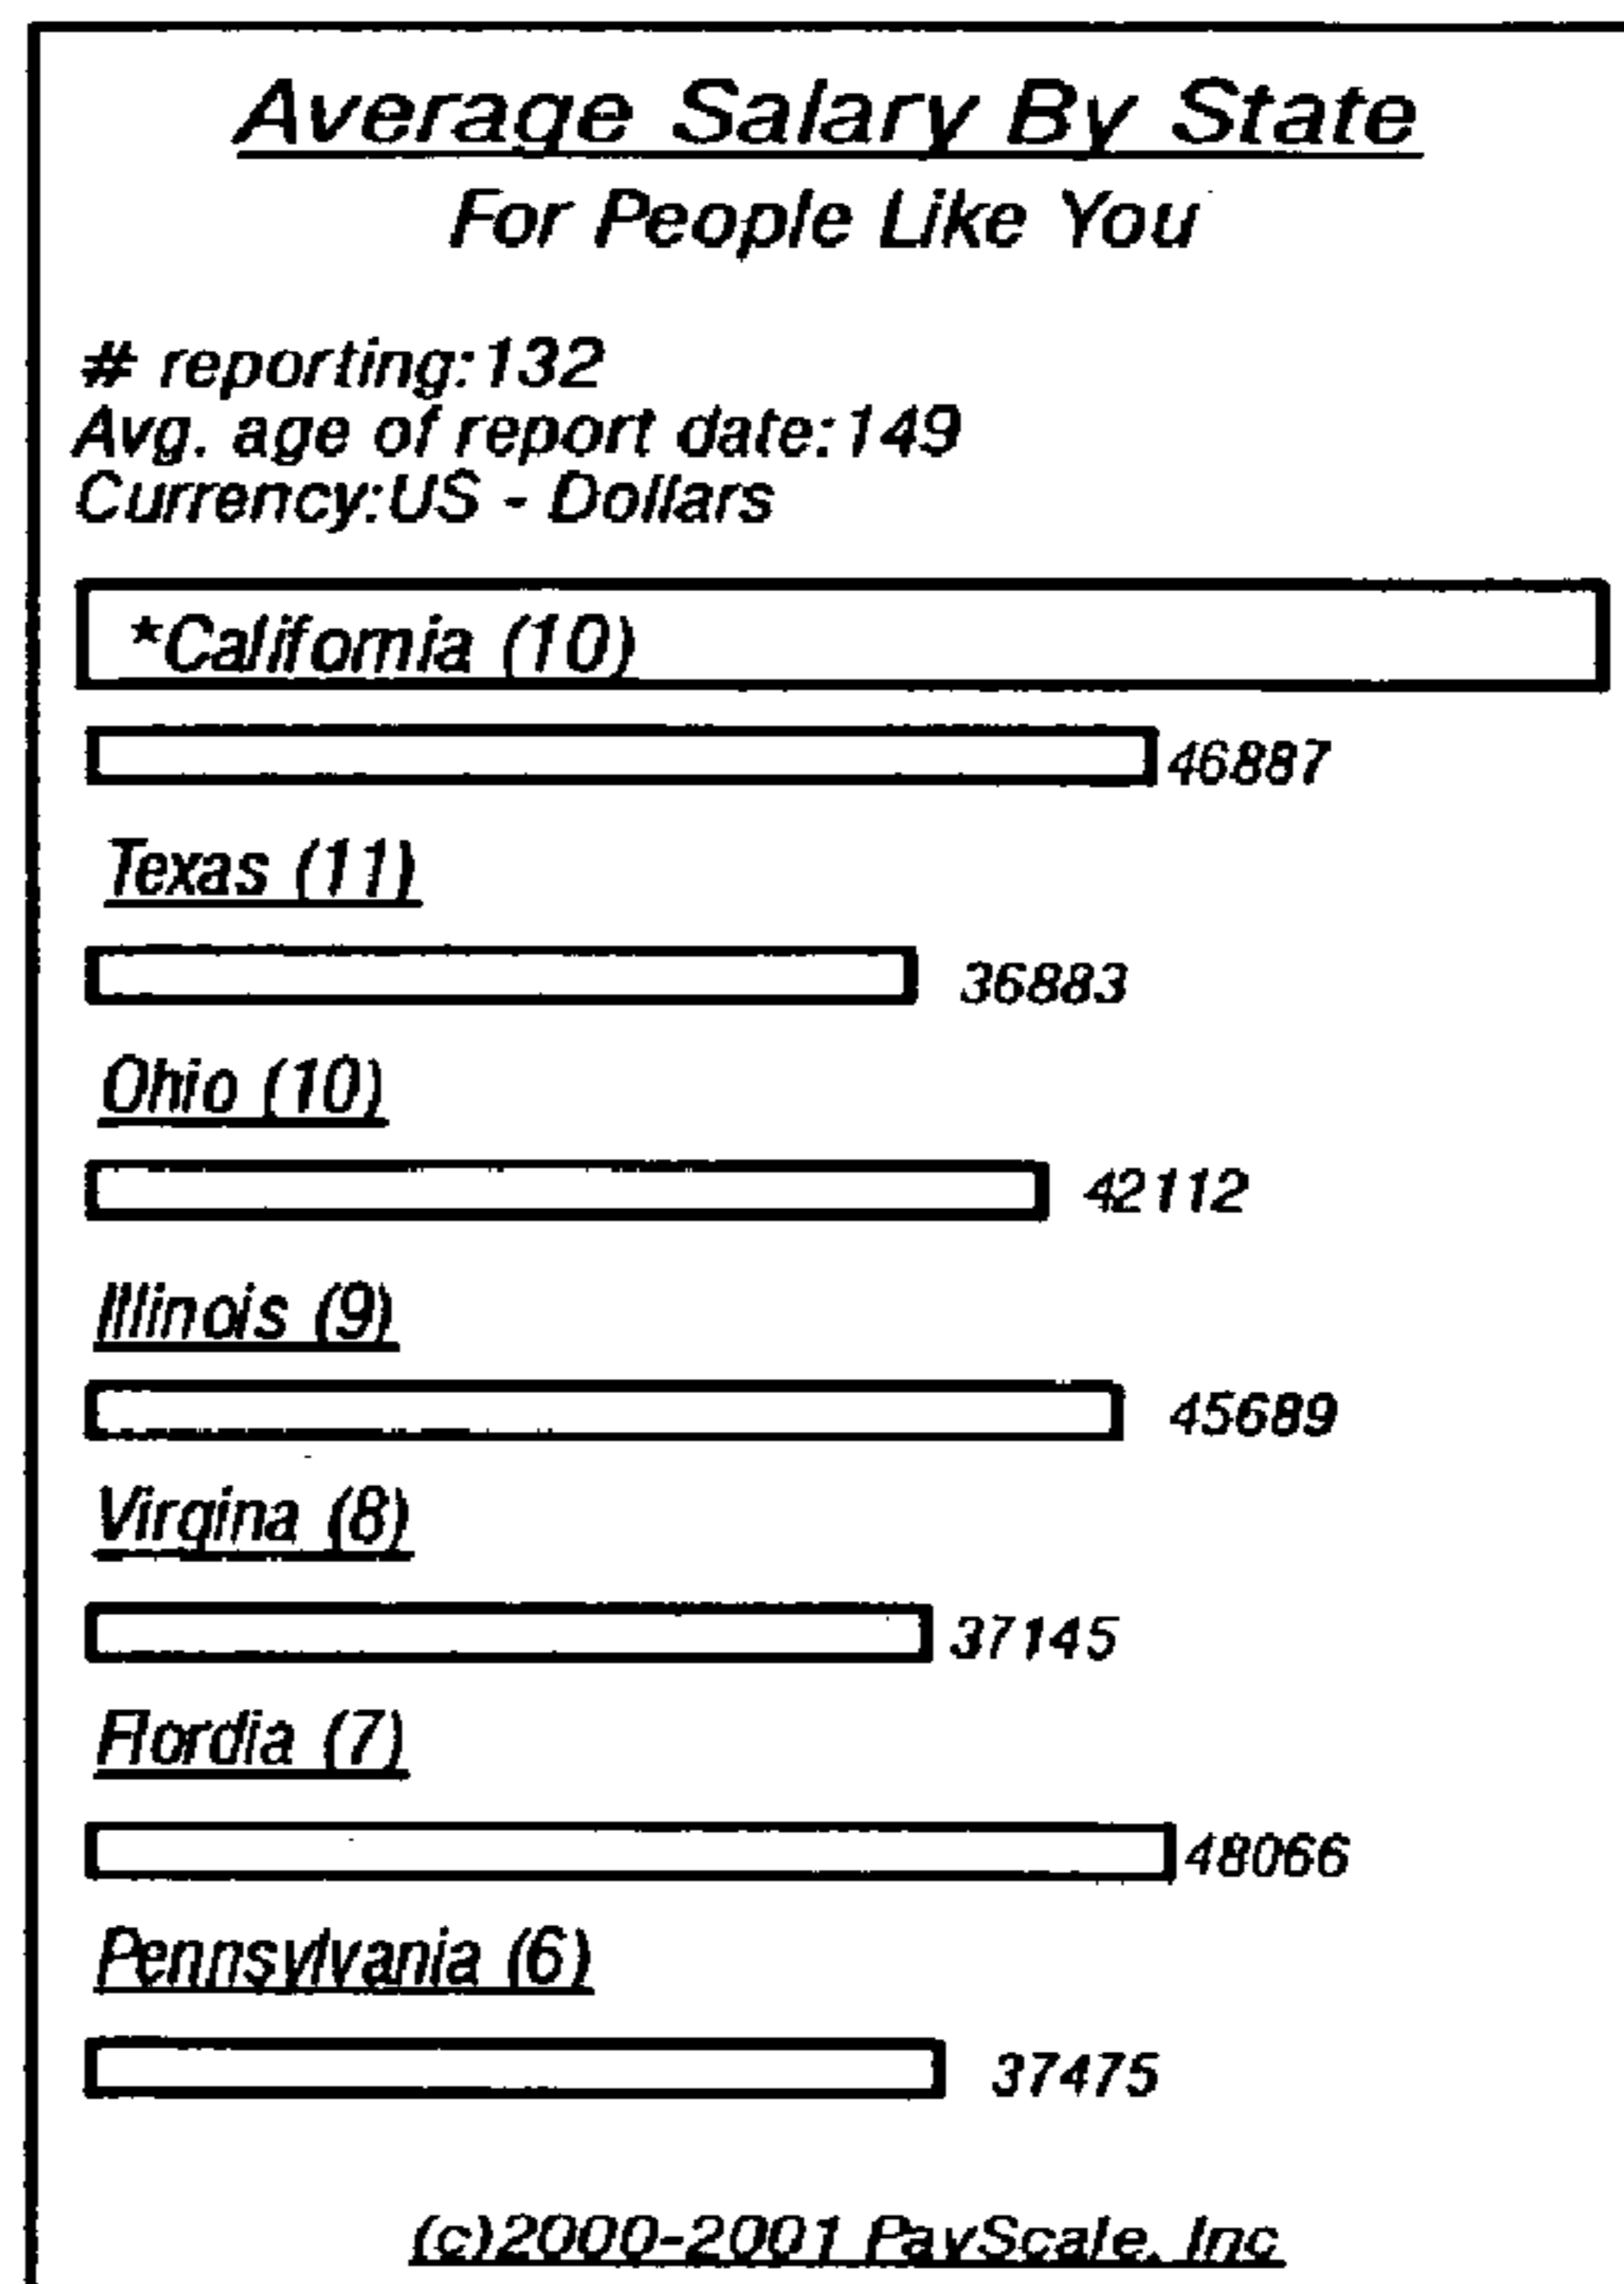 Average Salary By State
For People Like You
# reporting:132
Avg. age of report date:149
Currency:US - Dollars
*California (10)
46887
Texas (11)
36883
Ohio (10)
42112
Illinois (9)
45689
Virgina (8)
37145
Flordia (7)
48066
Pennsylvania (6)
37475
(c)2000-2001 PayScale, Inc